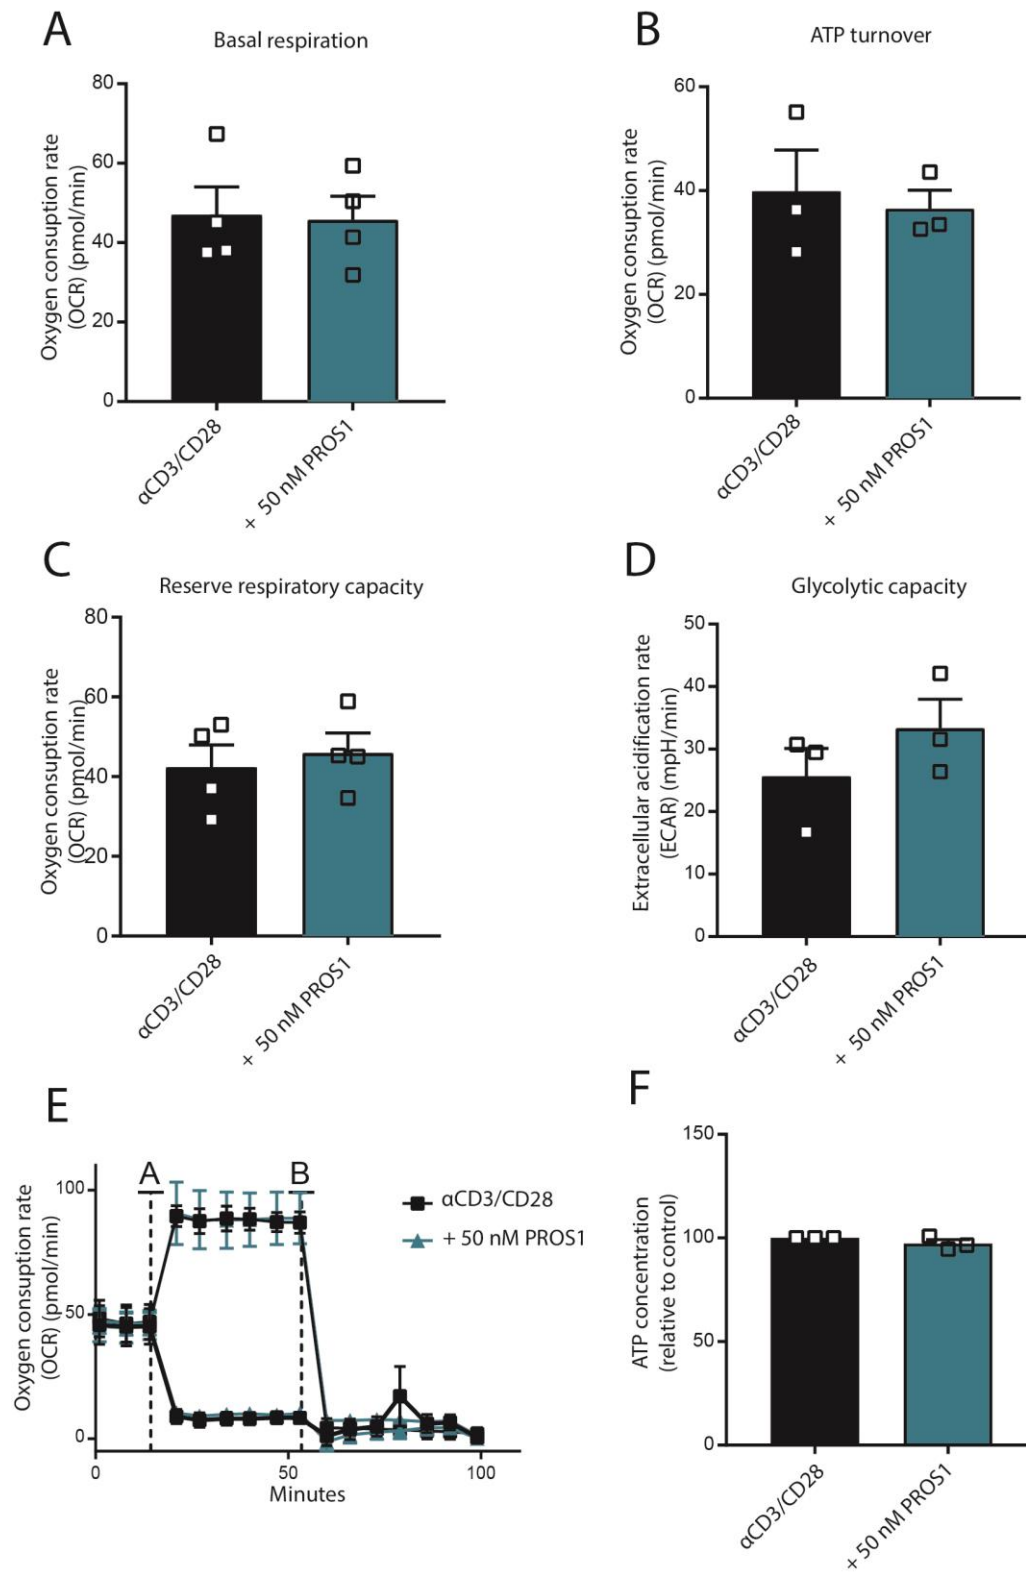 A
Basal respiration
Oxygen consuption rate
(OCR) (pmol/min)
80
60
40
20
0
αCD3/CD28
+ 50 nM PROS1
B
ATP turnover
Oxygen consuption rate
(OCR) (pmol/min)
60
40
20
0
αCD3/CD28
+ 50 nM PROS1
C
Reserve respiratory capacity
Oxygen consuption rate
(OCR) (pmol/min)
80
60
40
20
0
αCD3/CD28
+ 50 nM PROS1
D
Glycolytic capacity
Extracellular acidification rate
(ECAR) (mpH/min)
50
40
30
20
10
0
αCD3/CD28
+ 50 nM PROS1
E
Oxygen consuption rate
(OCR) (pmol/min)
100
50
0
A
B
αCD3/CD28
+ 50 nM PROS1
0
50
100
Minutes
F
ATP concentration
(relative to control)
150
100
50
0
αCD3/CD28
+ 50 nM PROS1